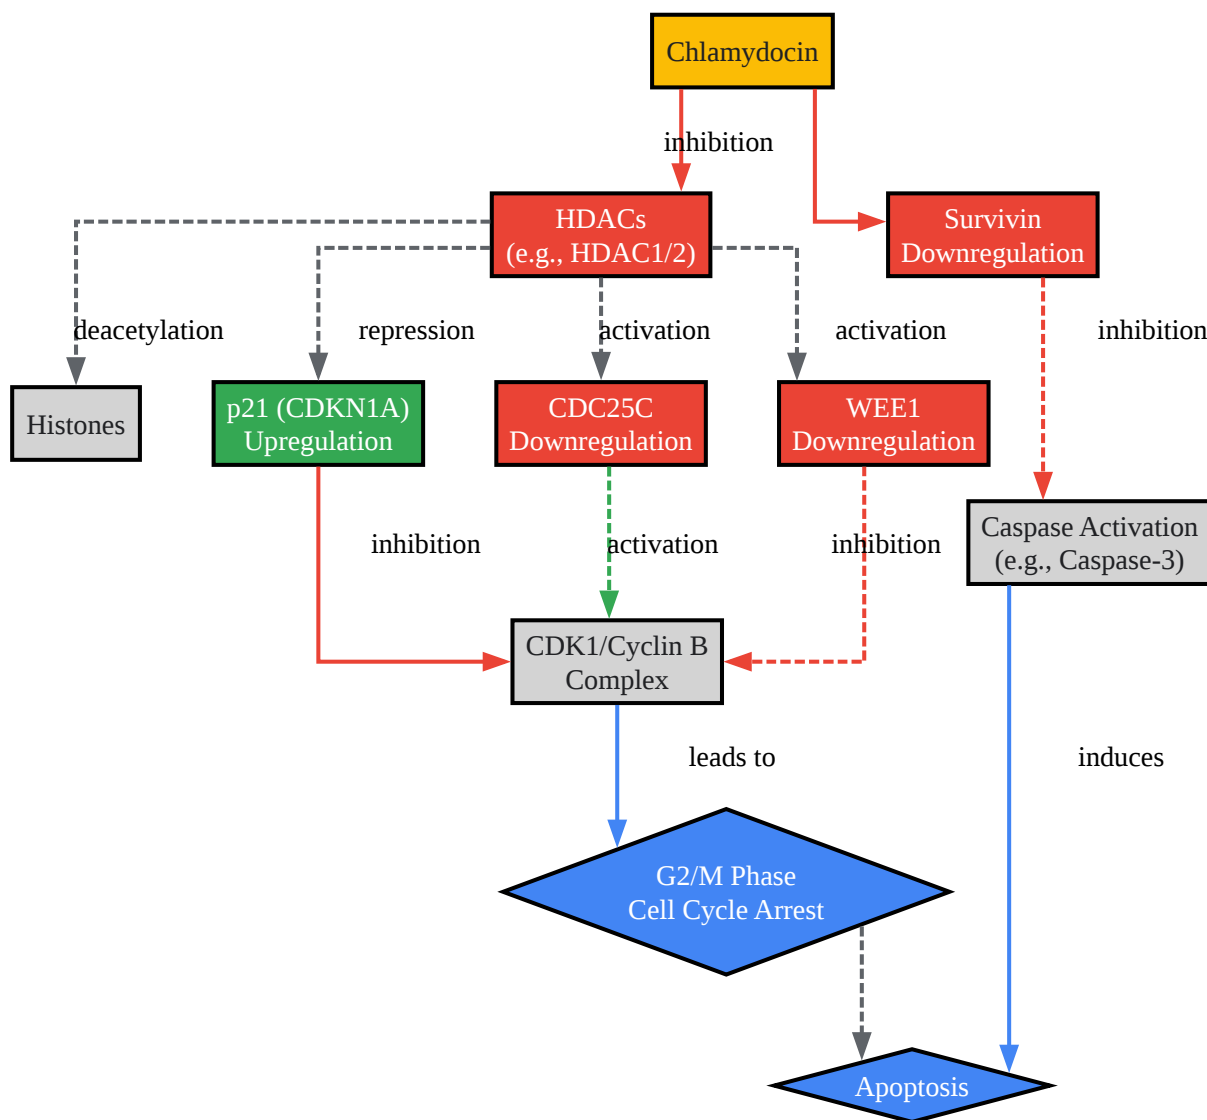 Chlamydocin
inhibition
HDACs
(e.g., HDAC1/2)
Survivin
Downregulation
deacetylation
repression
activation
activation
inhibition
Histones
p21 (CDKN1A)
Upregulation
CDC25C
Downregulation
WEE1
Downregulation
inhibition
activation
inhibition
Caspase Activation
(e.g., Caspase-3)
CDK1/Cyclin B
Complex
leads to
induces
G2/M Phase
Cell Cycle Arrest
Apoptosis